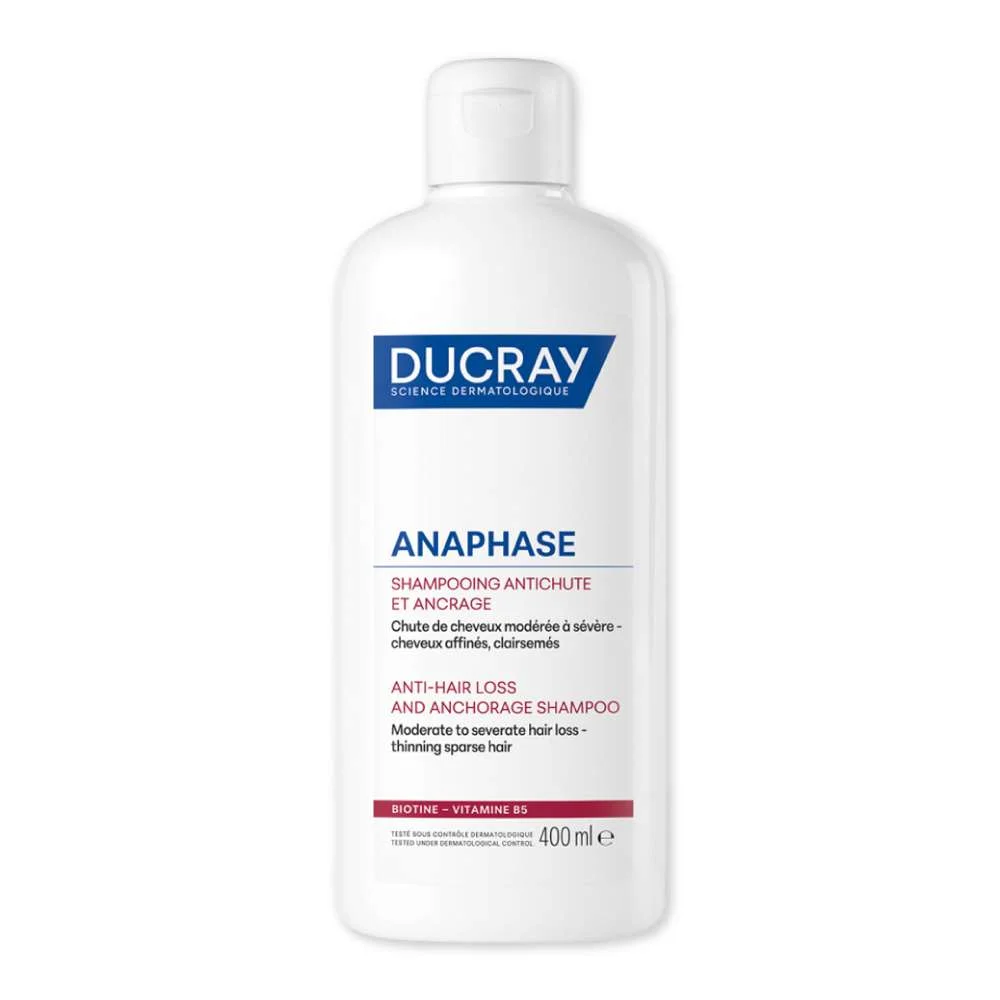 DUCRAY
SCIENCE DERMATOLOGIQUE
ANAPHASE
SHAMPOOING ANTICHUTE
ET ANCRAGE
Chute de cheveux modérée à sévère -
cheveux affinés, clairsemés
ANTI-HAIR LOSS
AND ANCHORAGE SHAMPOO
Moderate to severate hair loss -
thinning sparse hair
BIOTINE – VITAMINE B5
TESTÉ SOUS CONTRÔLE DERMATOLOGIQUE
TESTED UNDER DERMATOLOGICAL CONTROL 400 ml ℮